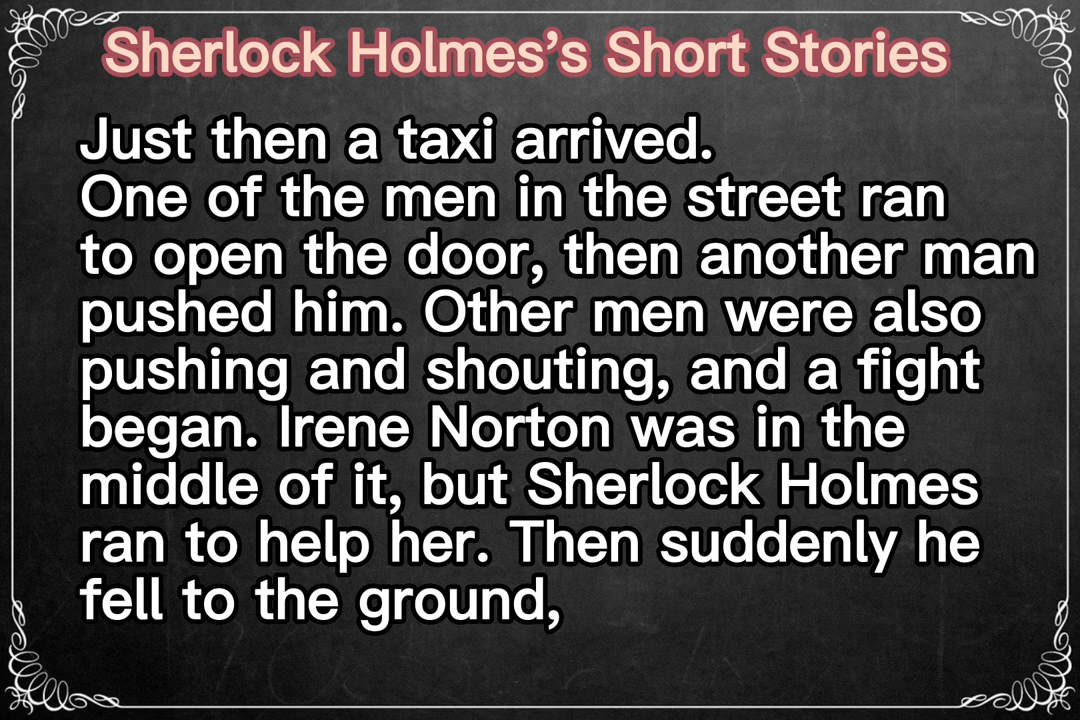 Sherlock Holmes’s Short Stories
Just then a taxi arrived.
One of the men in the street ran
to open the door, then another man
pushed him. Other men were also
pushing and shouting, and a fight
began. Irene Norton was in the
middle of it, but Sherlock Holmes
ran to help her. Then suddenly he
fell to the ground,